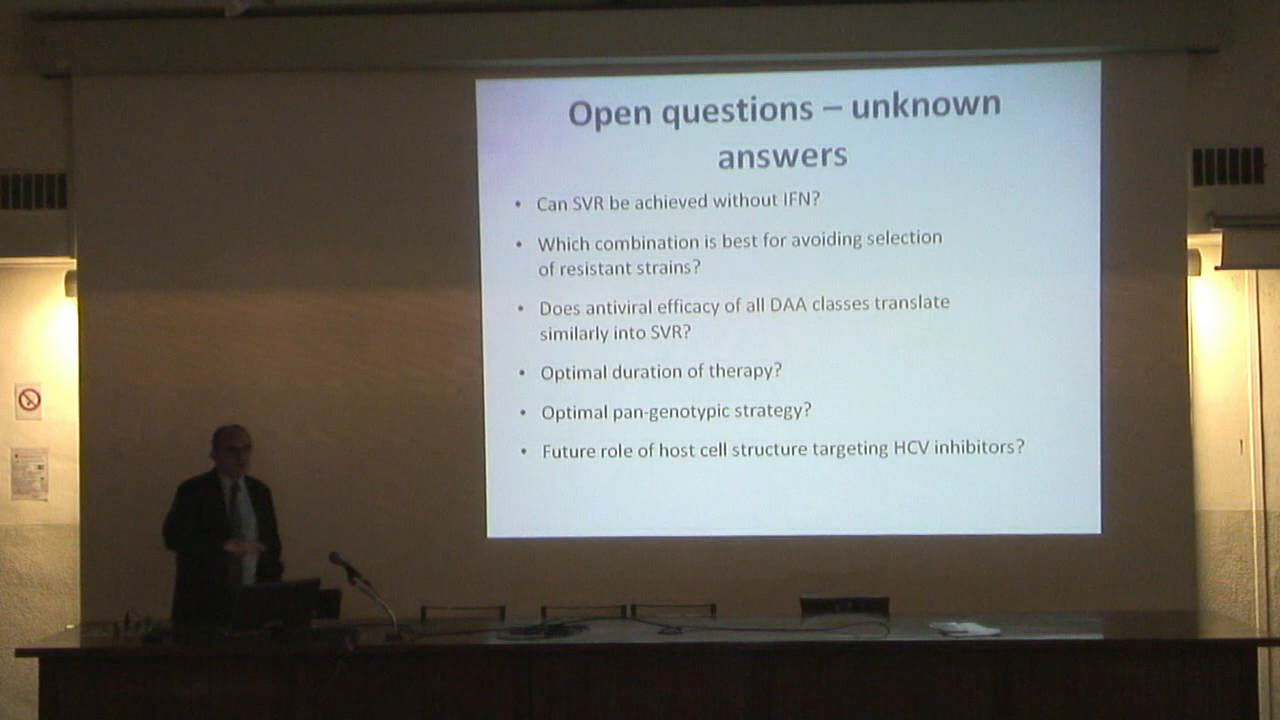 Open questions – unknown
answers
• Can SVR be achieved without IFN?
• Which combination is best for avoiding selection
of resistant strains?
• Does antiviral efficacy of all DAA classes translate
similarly into SVR?
• Optimal duration of therapy?
• Optimal pan-genotypic strategy?
• Future role of host cell structure targeting HCV inhibitors?